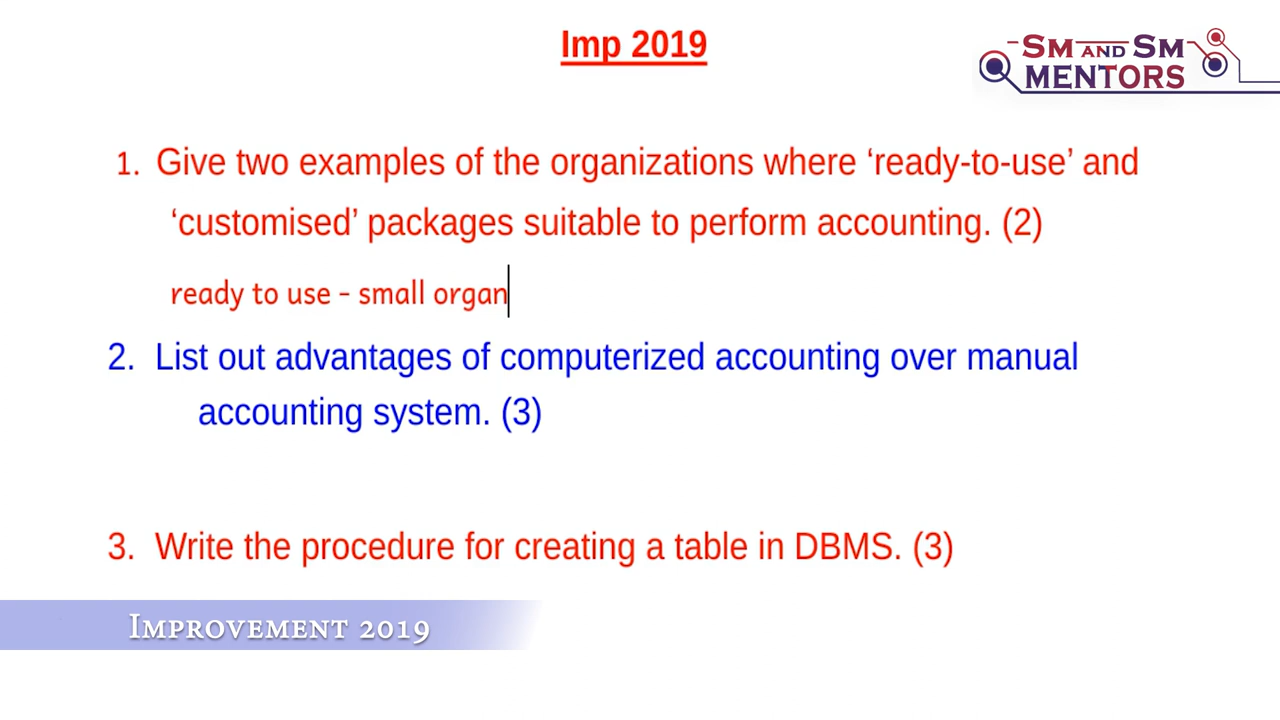 Imp 2019
SM AND SM
MENTORS
1. Give two examples of the organizations where ‘ready-to-use’ and
‘customised’ packages suitable to perform accounting. (2)
ready to use - small organ
2. List out advantages of computerized accounting over manual
accounting system. (3)
3. Write the procedure for creating a table in DBMS. (3)
IMPROVEMENT 2019